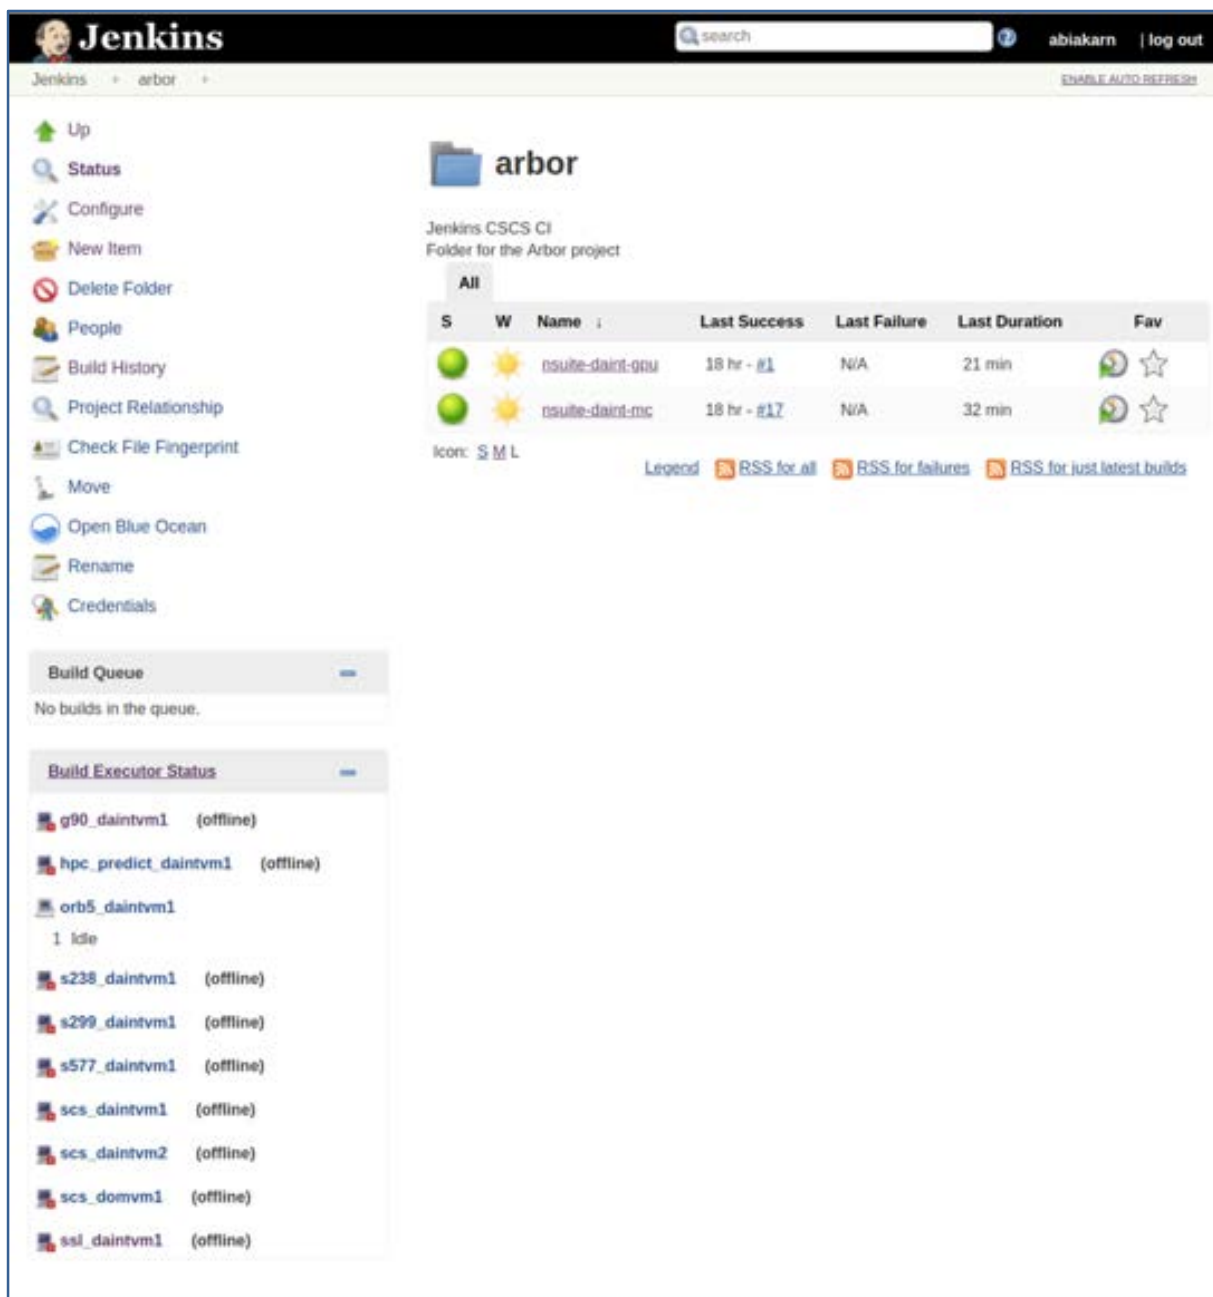 Jenkins
search
abiakarn | log out
Jenkins arbor
ENABLE AUTO REFRESH
Up
Status
Configure
New Item
Delete Folder
People
Build History
Project Relationship
Check File Fingerprint
Move
Open Blue Ocean
Rename
Credentials
Build Queue
No builds in the queue.
Build Executor Status
g90_daintvm1 (offline)
hpc_predict_daintvm1 (offline)
orb5_daintvm1
1 Idle
s238_daintvm1 (offline)
s299_daintvm1 (offline)
s577_daintvm1 (offline)
scs_daintvm1 (offline)
scs_daintvm2 (offline)
scs_domvm1 (offline)
ssl_daintvm1 (offline)
arbor
Jenkins CSCS CI
Folder for the Arbor project
All
S W Name ↓ Last Success Last Failure Last Duration Fav
nsuite-daint-gpu 18 hr - #1 N/A 21 min
nsuite-daint-mc 18 hr - #17 N/A 32 min
Icon: S M L
Legend RSS for all RSS for failures RSS for just latest builds